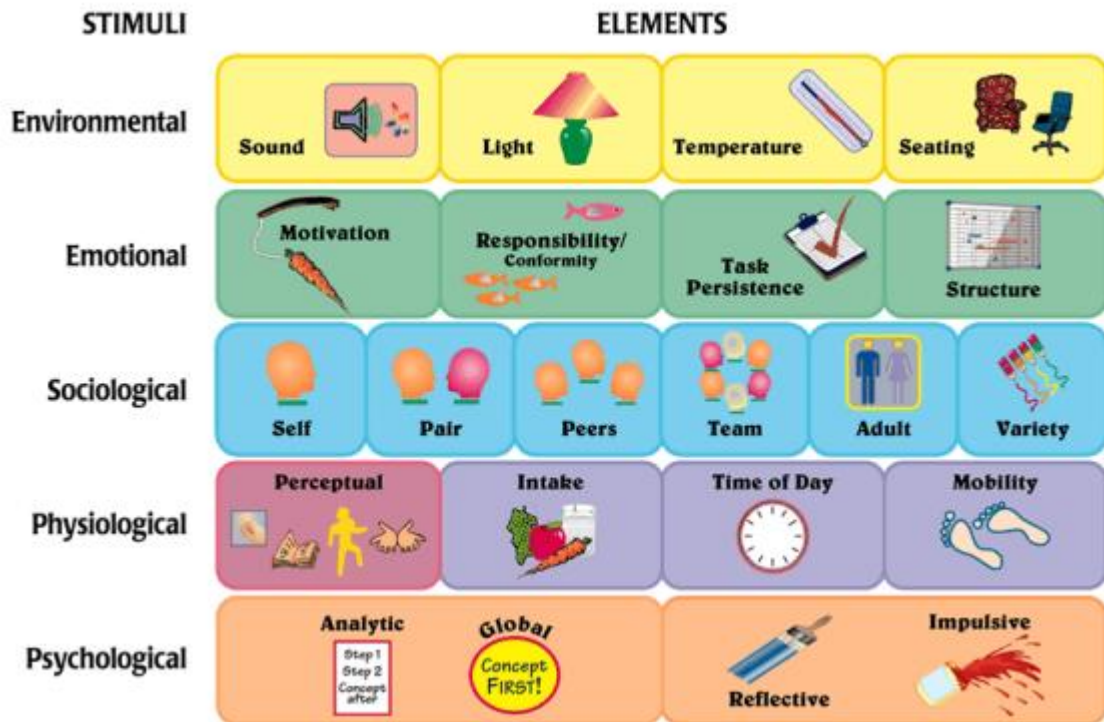 STIMULI ELEMENTS
Environmental
Sound Light Temperature Seating
Emotional
Motivation
Responsibility/
Conformity
Task
Persistence
Structure
Sociological
Self Pair Peers Team Adult Variety
Physiological
Perceptual Intake Time of Day Mobility
Psychological
Analytic
Step 1
Step 2
Concept
after
Global
Concept
FIRST!
Reflective
Impulsive